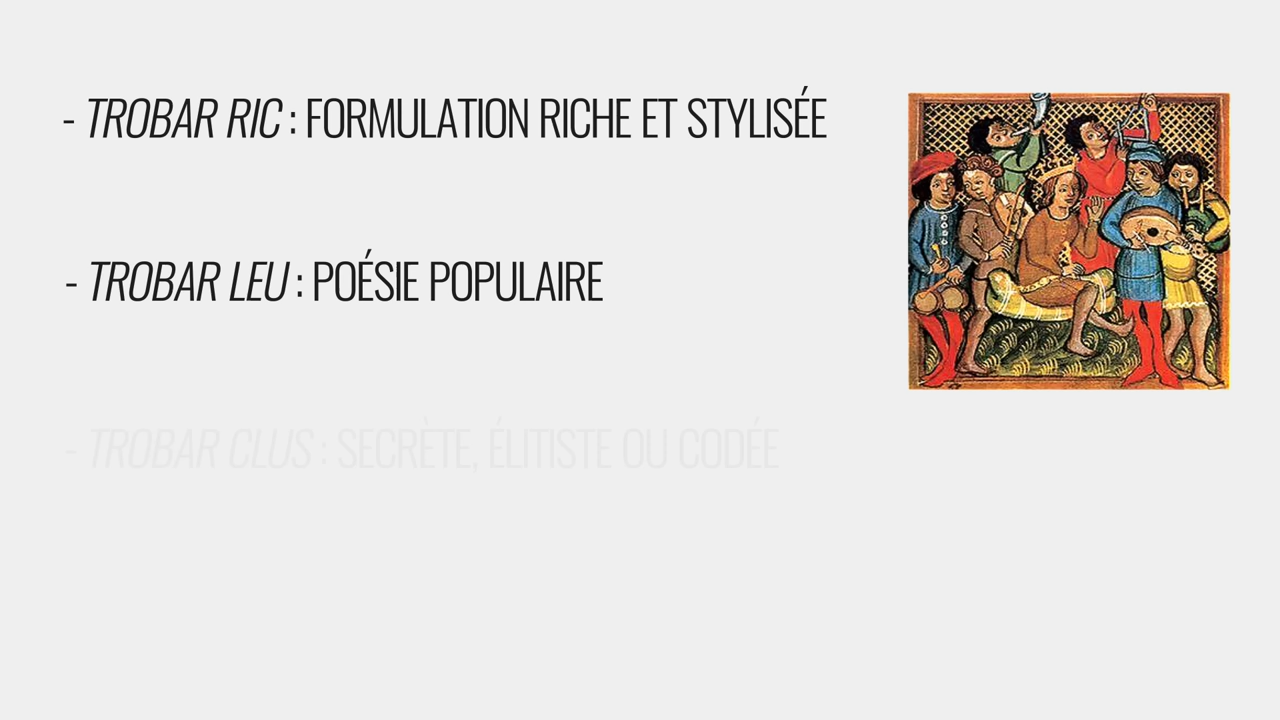 - TROBAR RIC : FORMULATION RICHE ET STYLISÉE
- TROBAR LEU : POÉSIE POPULAIRE
- TROBAR CLUS : SECRÈTE, ÉLITISTE OU CODÉE